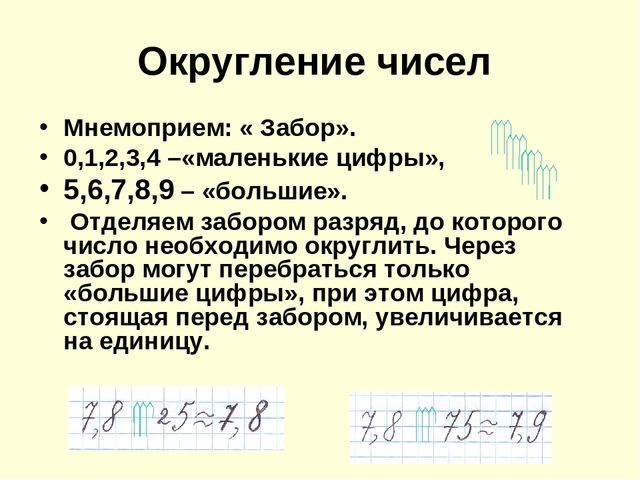 Округление чисел
• Мнемоприем: « Забор».
• 0,1,2,3,4 –«маленькие цифры»,
• 5,6,7,8,9 – «большие».
• Отделяем забором разряд, до которого
число необходимо округлить. Через
забор могут перебраться только
«большие цифры», при этом цифра,
стоящая перед забором, увеличивается
на единицу.
7,8 25≈7,8
7,8 75≈7,9